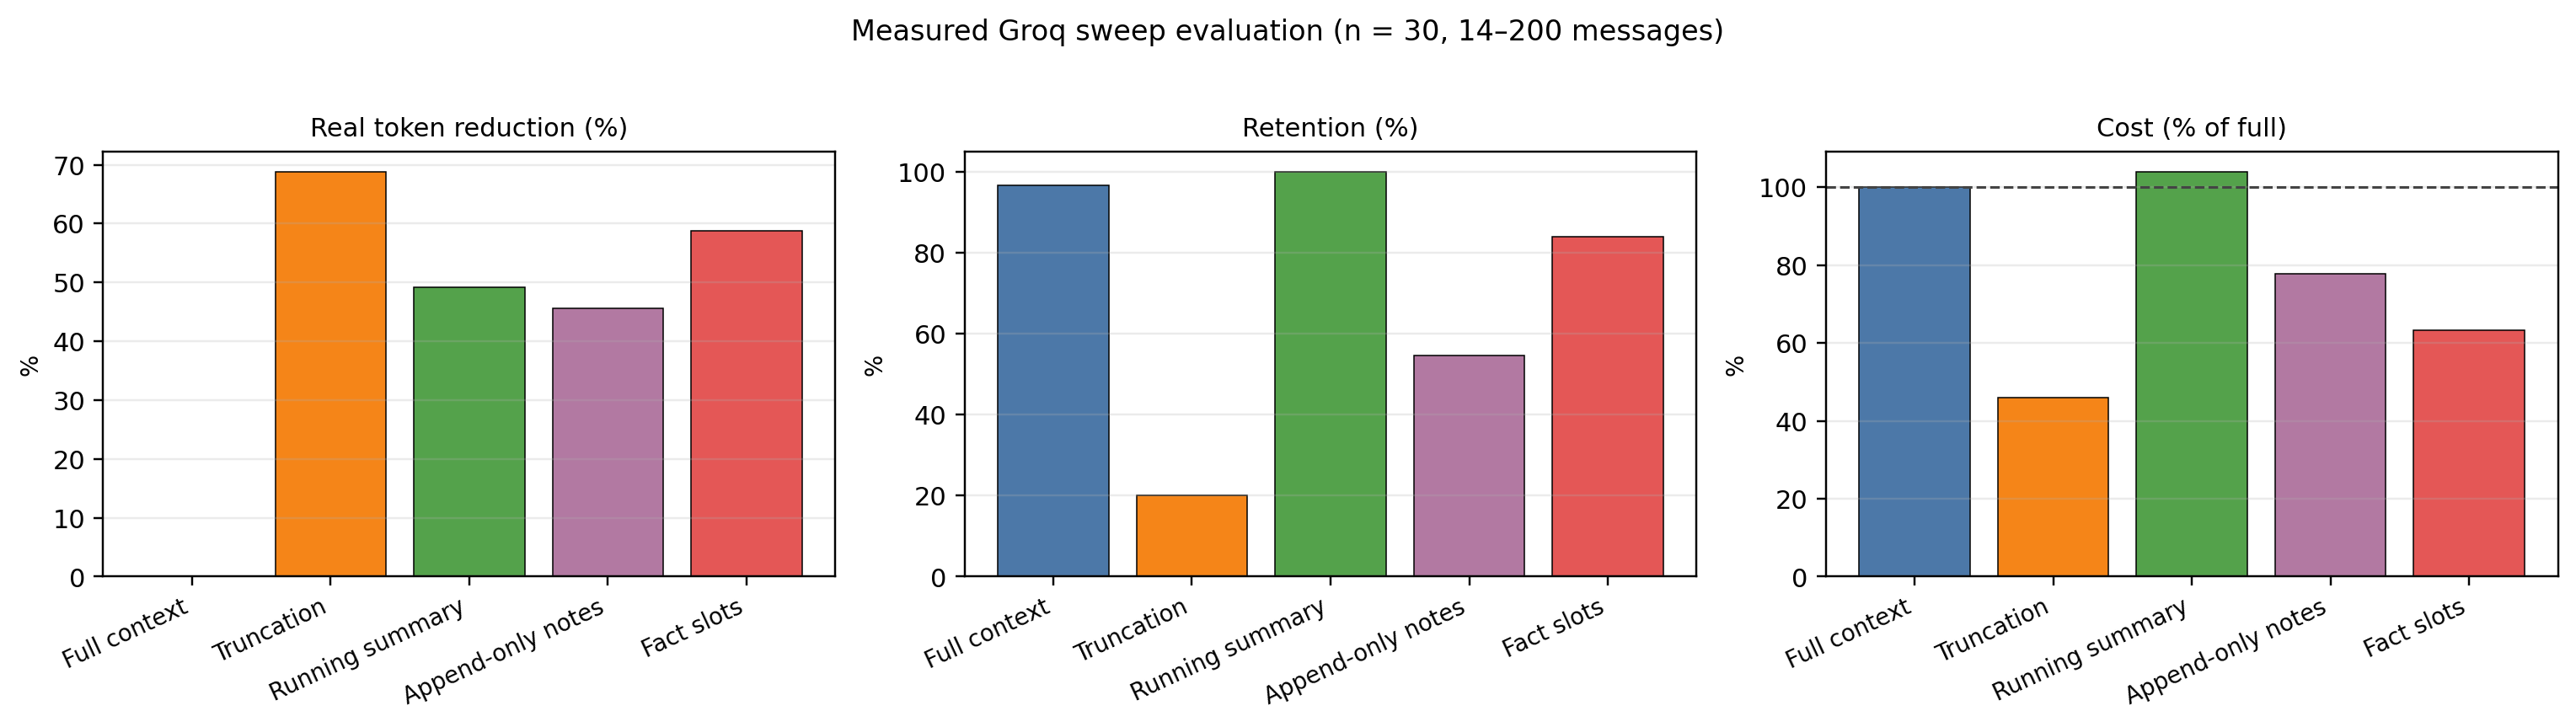 Measured Groq sweep evaluation (n = 30, 14–200 messages)
Real token reduction (%)
%
70
60
50
40
30
20
10
0
Full context
Truncation
Running summary
Append-only notes
Fact slots
Retention (%)
%
100
80
60
40
20
0
Full context
Truncation
Running summary
Append-only notes
Fact slots
Cost (% of full)
%
100
80
60
40
20
0
Full context
Truncation
Running summary
Append-only notes
Fact slots